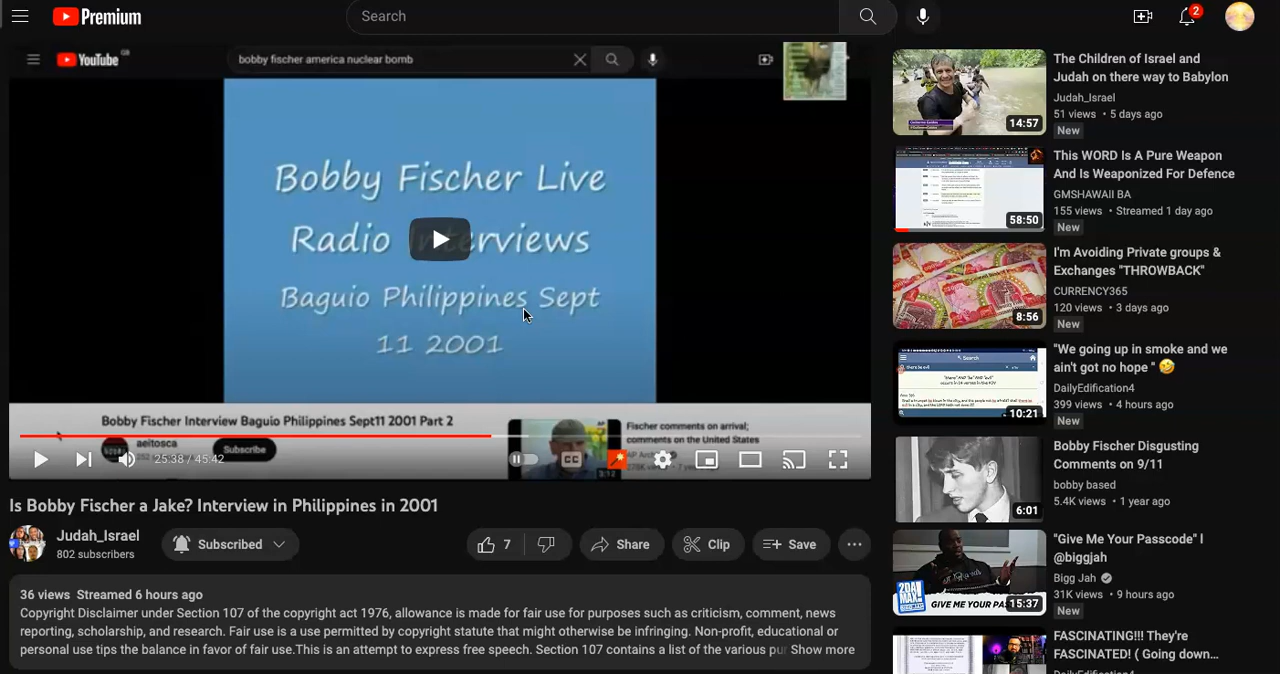 Premium
Search
2
YouTube GB
bobby fischer america nuclear bomb
Bobby Fischer Live
Radio Interviews
Baguio Philippines Sept
11 2001
Bobby Fischer Interview Baguio Philippines Sept11 2001 Part 2
aeitosca
Subscribe
Fischer comments on arrival;
comments on the United States
AP
3:12
CC
25:38 / 45:42
Is Bobby Fischer a Jake? Interview in Philippines in 2001
Judah_Israel
802 subscribers
Subscribed
7
Share
Clip
Save
36 views Streamed 6 hours ago
Copyright Disclaimer under Section 107 of the copyright act 1976, allowance is made for fair use for purposes such as criticism, comment, news
reporting, scholarship, and research. Fair use is a use permitted by copyright statute that might otherwise be infringing. Non-profit, educational or
personal use tips the balance in favor of fair use. This is an attempt to express free speech. Section 107 contains a list of the various pur Show more
The Children of Israel and
Judah on there way to Babylon
Judah_Israel
51 views • 5 days ago
New
14:57
This WORD Is A Pure Weapon
And Is Weaponized For Defence
GMSHAWAII BA
155 views • Streamed 1 day ago
New
58:50
I'm Avoiding Private groups &
Exchanges "THROWBACK"
CURRENCY365
120 views • 3 days ago
New
8:56
"We going up in smoke and we
ain't got no hope " 🤣
DailyEdification4
399 views • 4 hours ago
New
Search
10:21
Bobby Fischer Disgusting
Comments on 9/11
bobby based
5.4K views • 1 year ago
6:01
"Give Me Your Passcode" |
@biggjah
Bigg Jah
31K views • 9 hours ago
New
GIVE ME YOUR PAS
15:37
FASCINATING!!! They're
FASCINATED! ( Going down...